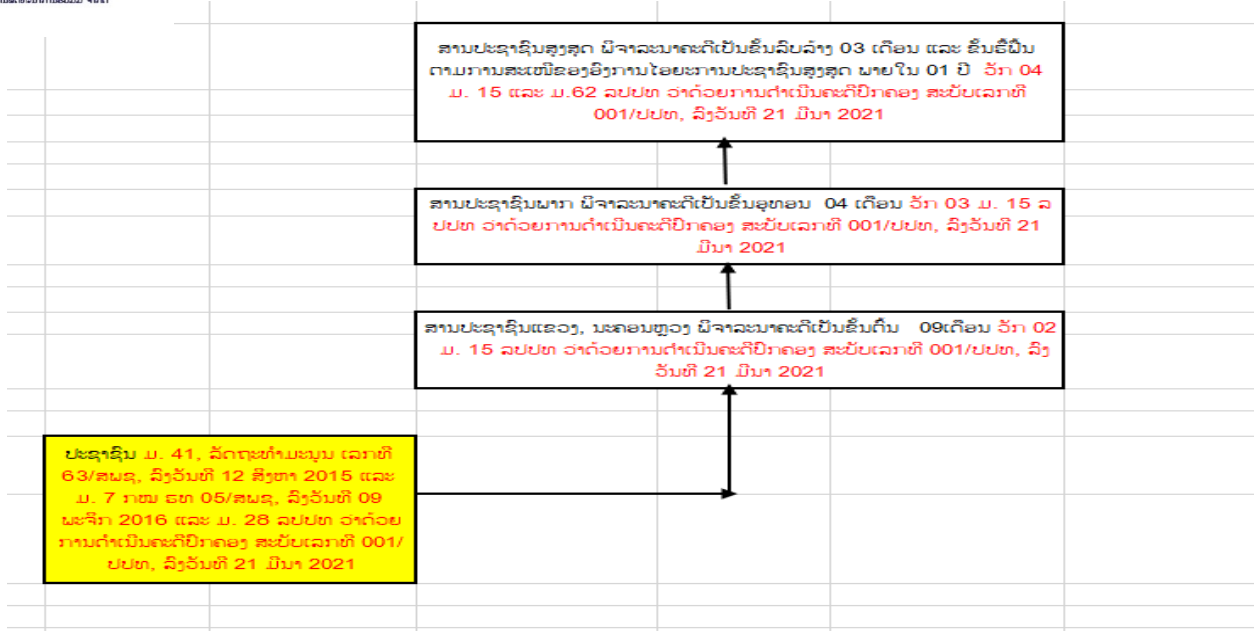 ສານປະຊາຊົນສູງສຸດ ພິຈາລະນາຄະດີເປັນຂັ້ນລົບລ້າງ 03 ເດືອນ ແລະ ຂັ້ນຮື້ຟື້ນ
ຕາມການສະເໜີຂອງອົງການໄອຍະການປະຊາຊົນສູງສຸດ ພາຍໃນ 01 ປີ ວັກ 04
ມ. 15 ແລະ ມ.62 ລປປທ ວ່າດ້ວຍການດຳເນີນຄະດີປົກຄອງ ສະບັບເລກທີ
001/ປປທ, ລົງວັນທີ 21 ມີນາ 2021
ສານປະຊາຊົນພາກ ພິຈາລະນາຄະດີເປັນຂັ້ນອຸທອນ 04 ເດືອນ ວັກ 03 ມ. 15 ລ
ປປທ ວ່າດ້ວຍການດຳເນີນຄະດີປົກຄອງ ສະບັບເລກທີ 001/ປປທ, ລົງວັນທີ 21
ມີນາ 2021
ສານປະຊາຊົນແຂວງ, ນະຄອນຫຼວງ ພິຈາລະນາຄະດີເປັນຂັ້ນຕົ້ນ 09ເດືອນ ວັກ 02
ມ. 15 ລປປທ ວ່າດ້ວຍການດຳເນີນຄະດີປົກຄອງ ສະບັບເລກທີ 001/ປປທ, ລົງ
ວັນທີ 21 ມີນາ 2021
ປະຊາຊົນ ມ. 41, ລັດຖະທຳມະນູນ ເລກທີ
63/ສພຊ, ລົງວັນທີ 12 ສິງຫາ 2015 ແລະ
ມ. 7 ກໝ ຣທ 05/ສພຊ, ລົງວັນທີ 09
ພະຈິກ 2016 ແລະ ມ. 28 ລປປທ ວ່າດ້ວຍ
ການດຳເນີນຄະດີປົກຄອງ ສະບັບເລກທີ 001/
ປປທ, ລົງວັນທີ 21 ມີນາ 2021